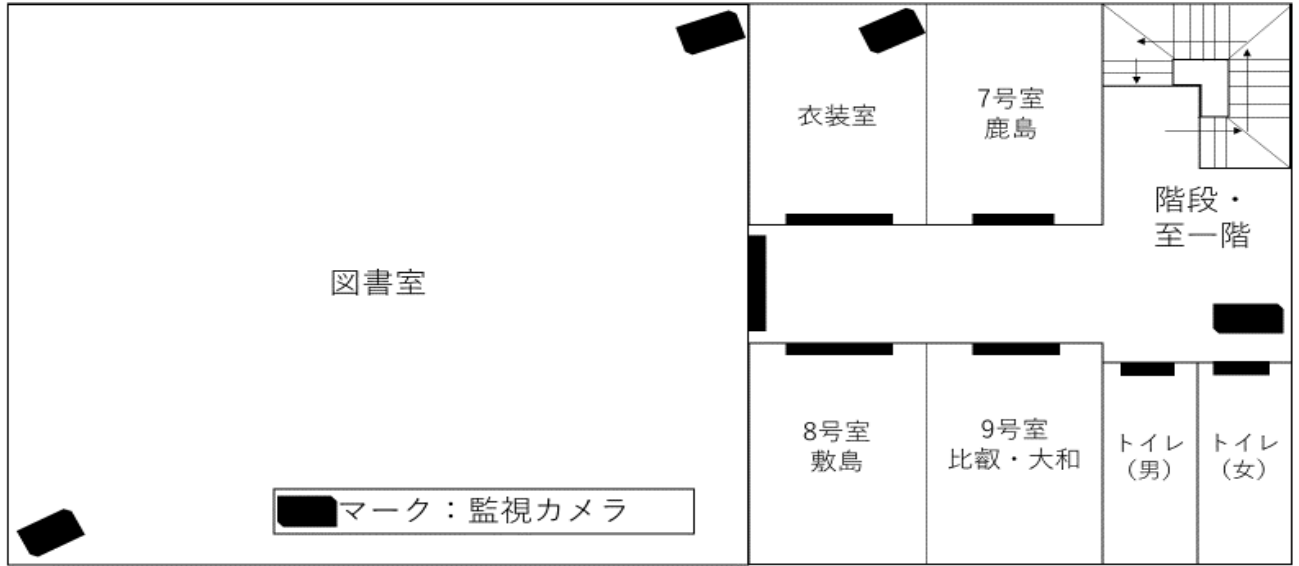 衣装室
7号室
鹿島
階段・
至一階
図書室
8号室
敷島
9号室
比叡・大和
トイレ
（男）
トイレ
（女）
マーク：監視カメラ